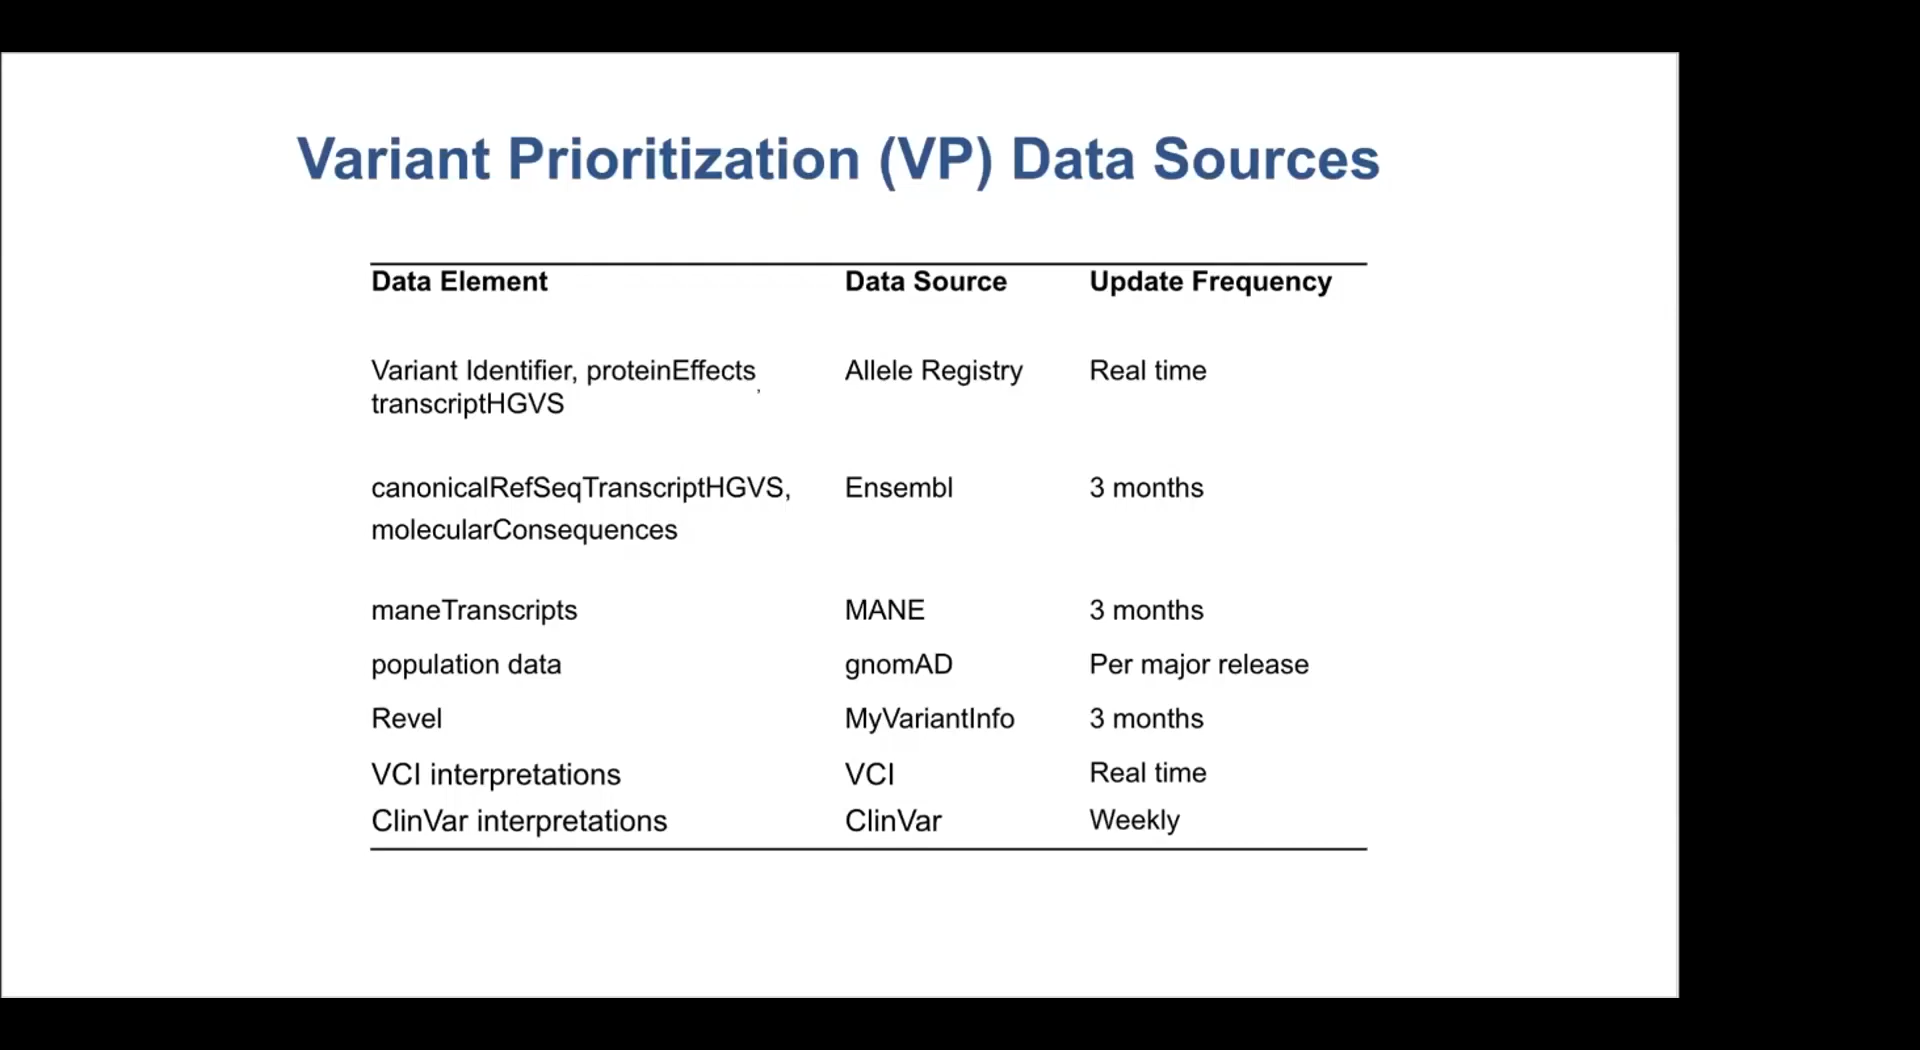 Variant Prioritization (VP) Data Sources
Data Element Data Source Update Frequency
Variant Identifier, proteinEffects, Allele Registry Real time
transcriptHGVS
canonicalRefSeqTranscriptHGVS, Ensembl 3 months
molecularConsequences
maneTranscripts MANE 3 months
population data gnomAD Per major release
Revel MyVariantInfo 3 months
VCI interpretations VCI Real time
ClinVar interpretations ClinVar Weekly